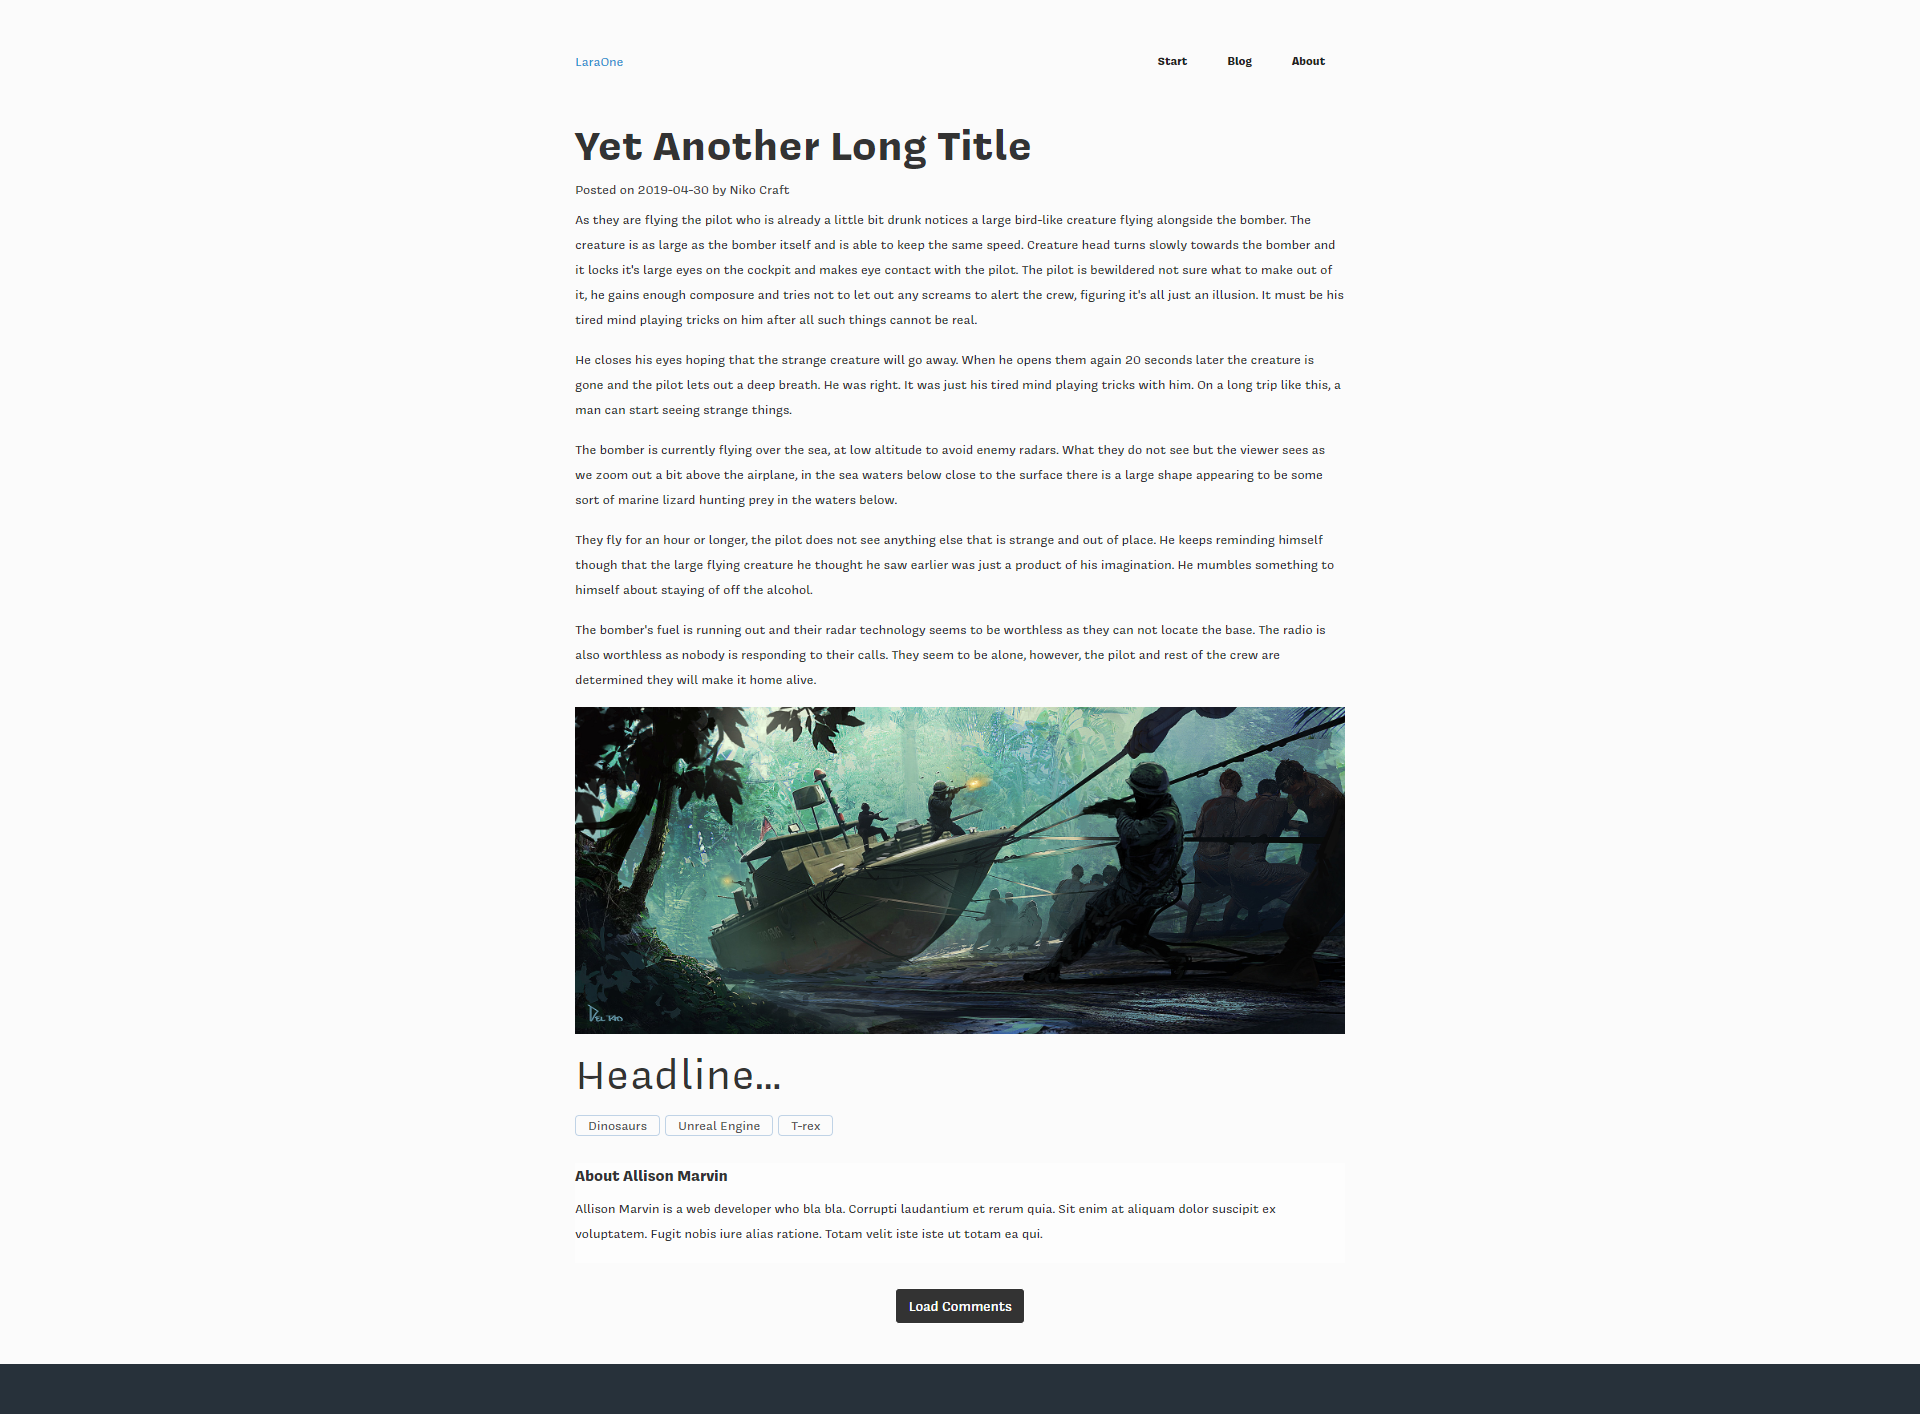 LaraOne
Start Blog About
Yet Another Long Title
Posted on 2019-04-30 by Niko Craft
As they are flying the pilot who is already a little bit drunk notices a large bird-like creature flying alongside the bomber. The
creature is as large as the bomber itself and is able to keep the same speed. Creature head turns slowly towards the bomber and
it locks it's large eyes on the cockpit and makes eye contact with the pilot. The pilot is bewildered not sure what to make out of
it, he gains enough composure and tries not to let out any screams to alert the crew, figuring it's all just an illusion. It must be his
tired mind playing tricks on him after all such things cannot be real.
He closes his eyes hoping that the strange creature will go away. When he opens them again 20 seconds later the creature is
gone and the pilot lets out a deep breath. He was right. It was just his tired mind playing tricks with him. On a long trip like this, a
man can start seeing strange things.
The bomber is currently flying over the sea, at low altitude to avoid enemy radars. What they do not see but the viewer sees as
we zoom out a bit above the airplane, in the sea waters below close to the surface there is a large shape appearing to be some
sort of marine lizard hunting prey in the waters below.
They fly for an hour or longer, the pilot does not see anything else that is strange and out of place. He keeps reminding himself
though that the large flying creature he thought he saw earlier was just a product of his imagination. He mumbles something to
himself about staying of off the alcohol.
The bomber's fuel is running out and their radar technology seems to be worthless as they can not locate the base. The radio is
also worthless as nobody is responding to their calls. They seem to be alone, however, the pilot and rest of the crew are
determined they will make it home alive.
Headline...
Dinosaurs Unreal Engine T-rex
About Allison Marvin
Allison Marvin is a web developer who bla bla. Corrupti laudantium et rerum quia. Sit enim at aliquam dolor suscipit ex
voluptatem. Fugit nobis iure alias ratione. Totam velit iste iste ut totam ea qui.
Load Comments